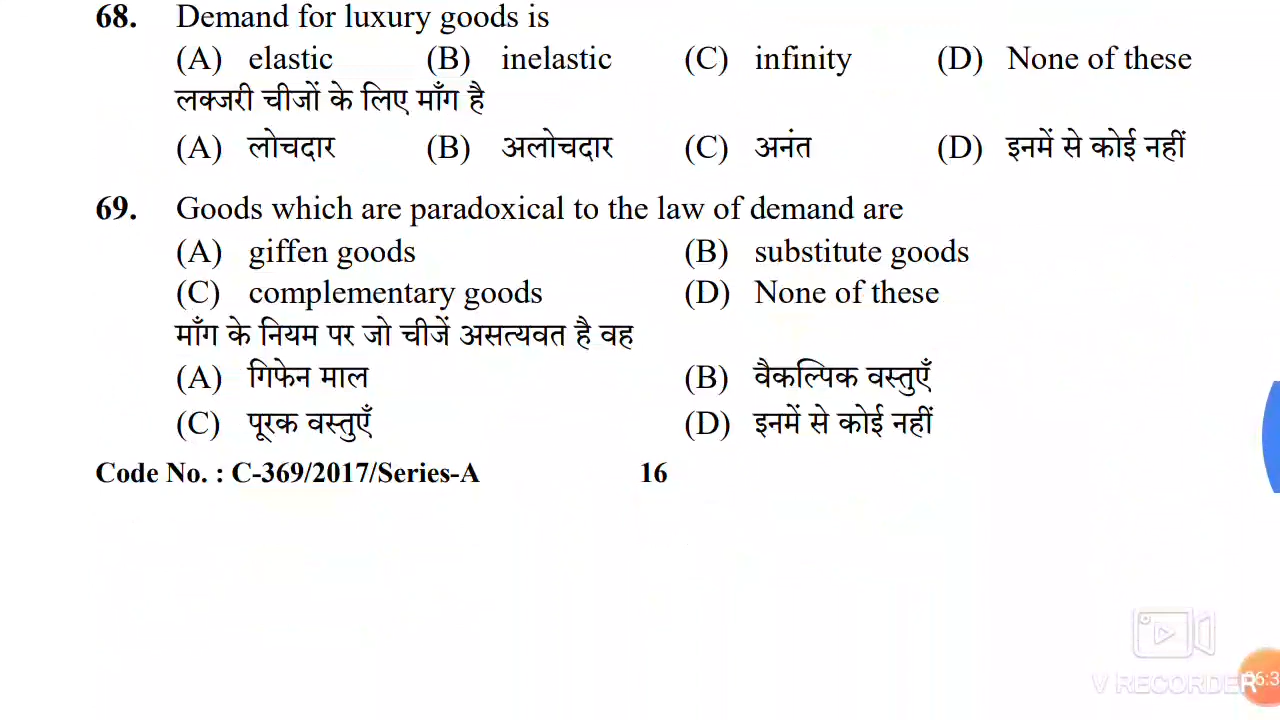 68. Demand for luxury goods is
(A) elastic (B) inelastic (C) infinity (D) None of these
लक्जरी चीजों के लिए माँग है
(A) लोचदार (B) अलोचदार (C) अनंत (D) इनमें से कोई नहीं
69. Goods which are paradoxical to the law of demand are
(A) giffen goods (B) substitute goods
(C) complementary goods (D) None of these
माँग के नियम पर जो चीजें असत्यवत है वह
(A) गिफेन माल (B) वैकल्पिक वस्तुएँ
(C) पूरक वस्तुएँ (D) इनमें से कोई नहीं
Code No. : C-369/2017/Series-A 16
V RECORDER